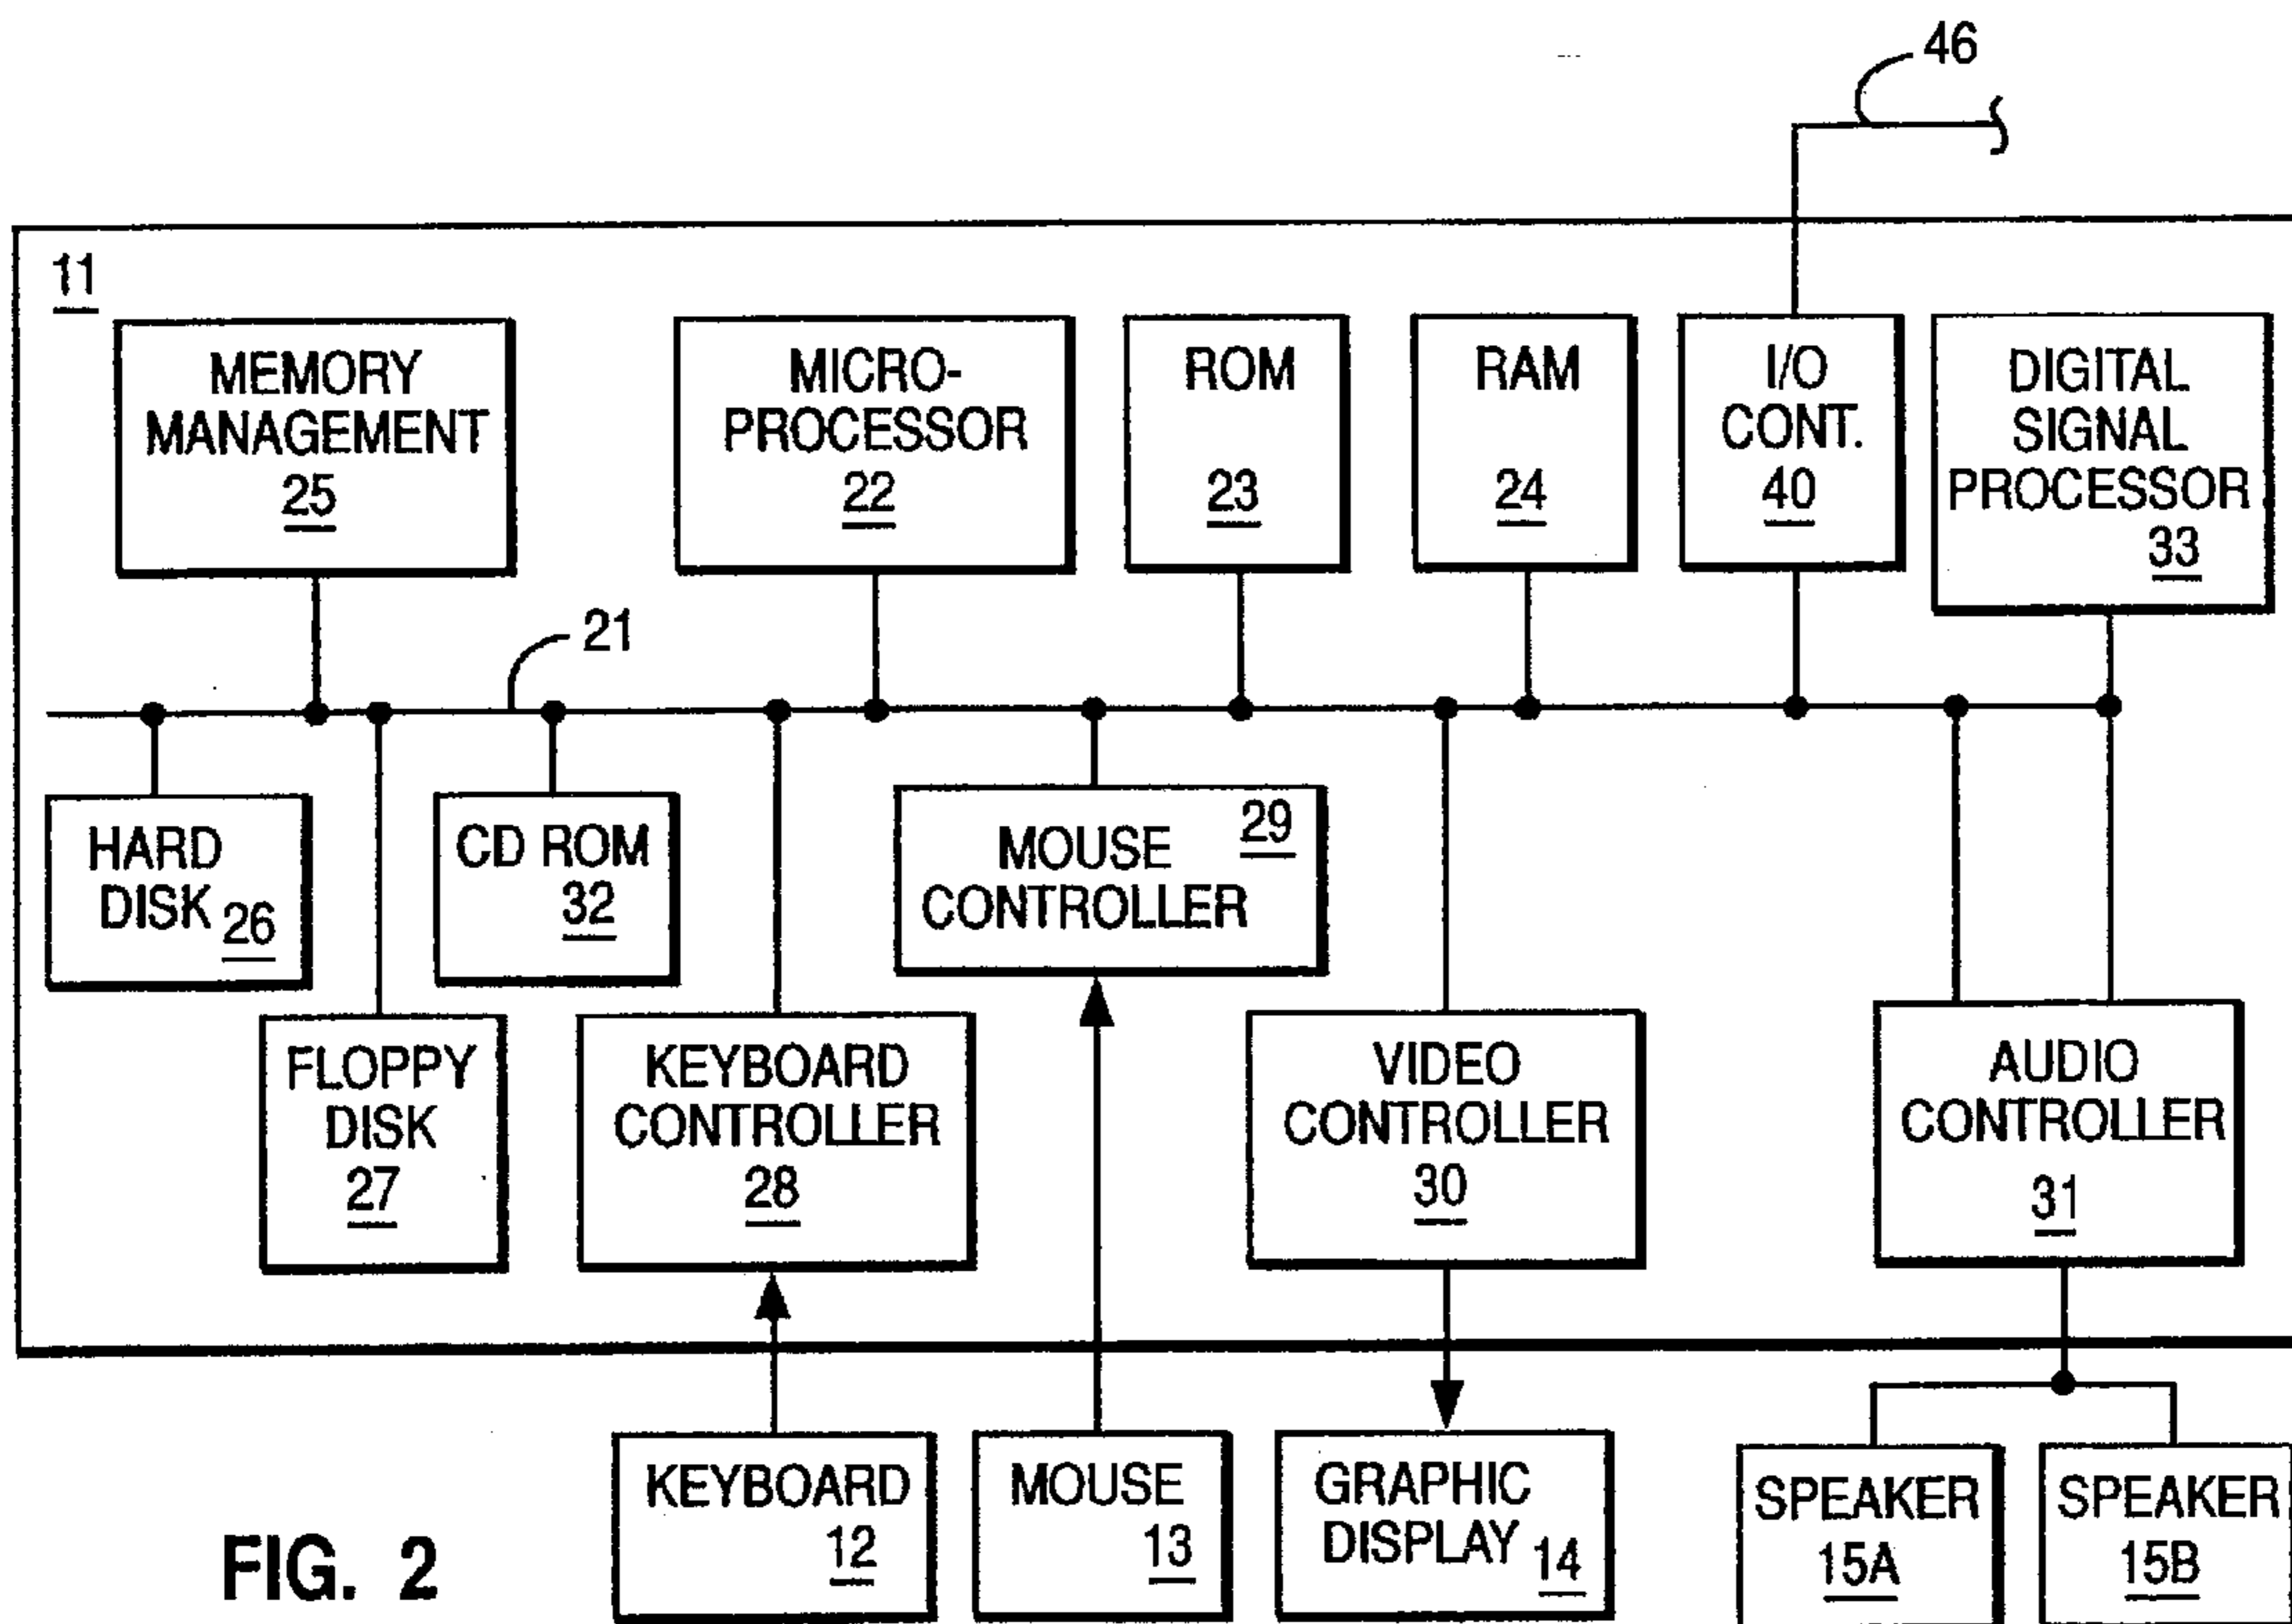 46
11
MEMORY
MANAGEMENT
25
MICRO-
PROCESSOR
22
ROM
23
RAM
24
I/O
CONT.
40
DIGITAL
SIGNAL
PROCESSOR
33
21
HARD
DISK 26
CD ROM
32
29
MOUSE
CONTROLLER
FLOPPY
DISK
27
KEYBOARD
CONTROLLER
28
VIDEO
CONTROLLER
30
AUDIO
CONTROLLER
31
KEYBOARD
12
MOUSE
13
GRAPHIC
DISPLAY 14
SPEAKER
15A
SPEAKER
15B
FIG. 2